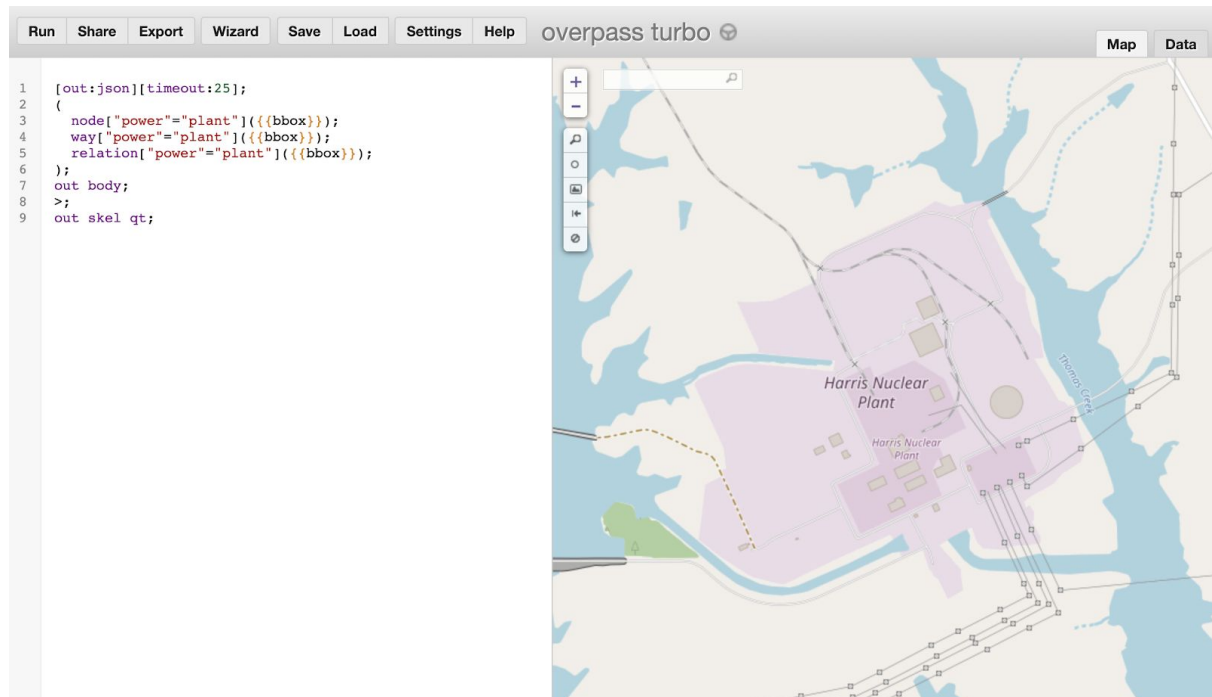 Run Share Export Wizard Save Load Settings Help overpass turbo
Map Data
1 [out:json][timeout:25];
2 (
3 node["power"="plant"]({{bbox}});
4 way["power"="plant"]({{bbox}});
5 relation["power"="plant"]({{bbox}});
6 );
7 out body;
8 >;
9 out skel qt;
+
−
Harris Nuclear
Plant
Thomas Creek
Harris Nuclear
Plant